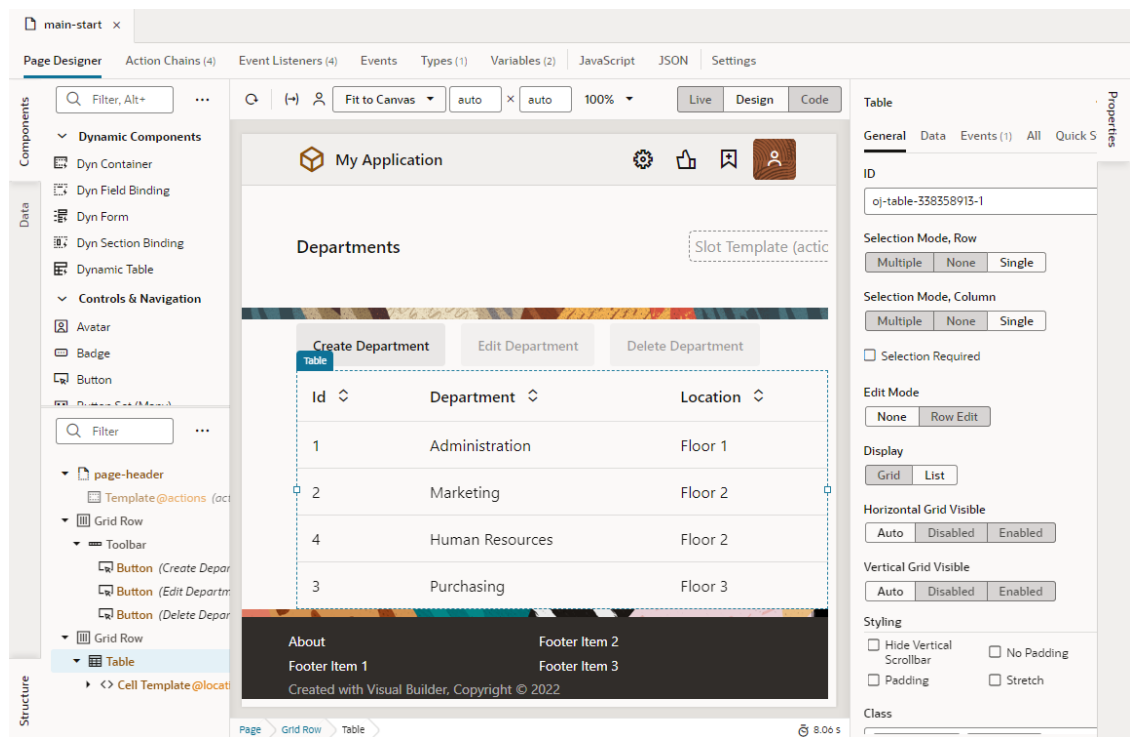 main-start ×
Page Designer Action Chains (4) Event Listeners (4) Events Types (1) Variables (2) JavaScript JSON Settings
Components
Data
Structure
Filter, Alt+ ...
Dynamic Components
Dyn Container
Dyn Field Binding
Dyn Form
Dyn Section Binding
Dynamic Table
Controls & Navigation
Avatar
Badge
Button
Button Set (Menu)
Filter ...
page-header
Template@actions
Grid Row
Toolbar
Button (Create Depar
Button (Edit Departm
Button (Delete Depar
Grid Row
Table
<> Cell Template@locati
Fit to Canvas auto × auto 100% Live Design Code
My Application
Departments
Slot Template (actic
Create Department Edit Department Delete Department
Table
Id Department Location
1 Administration Floor 1
2 Marketing Floor 2
4 Human Resources Floor 2
3 Purchasing Floor 3
About Footer Item 2
Footer Item 1 Footer Item 3
Created with Visual Builder, Copyright © 2022
Page Grid Row Table 8.06 s
Properties
Table
General Data Events (1) All Quick S
ID
oj-table-338358913-1
Selection Mode, Row
Multiple None Single
Selection Mode, Column
Multiple None Single
Selection Required
Edit Mode
None Row Edit
Display
Grid List
Horizontal Grid Visible
Auto Disabled Enabled
Vertical Grid Visible
Auto Disabled Enabled
Styling
Hide Vertical Scrollbar No Padding
Padding Stretch
Class